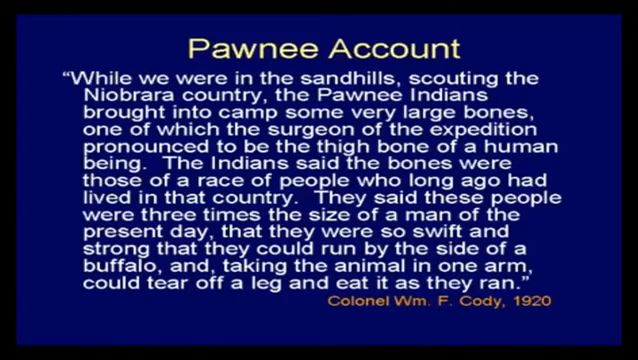 Pawnee Account
“While we were in the sandhills, scouting the
Niobrara country, the Pawnee Indians
brought into camp some very large bones,
one of which the surgeon of the expedition
pronounced to be the thigh bone of a human
being. The Indians said the bones were
those of a race of people who long ago had
lived in that country. They said these people
were three times the size of a man of the
present day, that they were so swift and
strong that they could run by the side of a
buffalo, and, taking the animal in one arm,
could tear off a leg and eat it as they ran.”
Colonel Wm. F. Cody, 1920